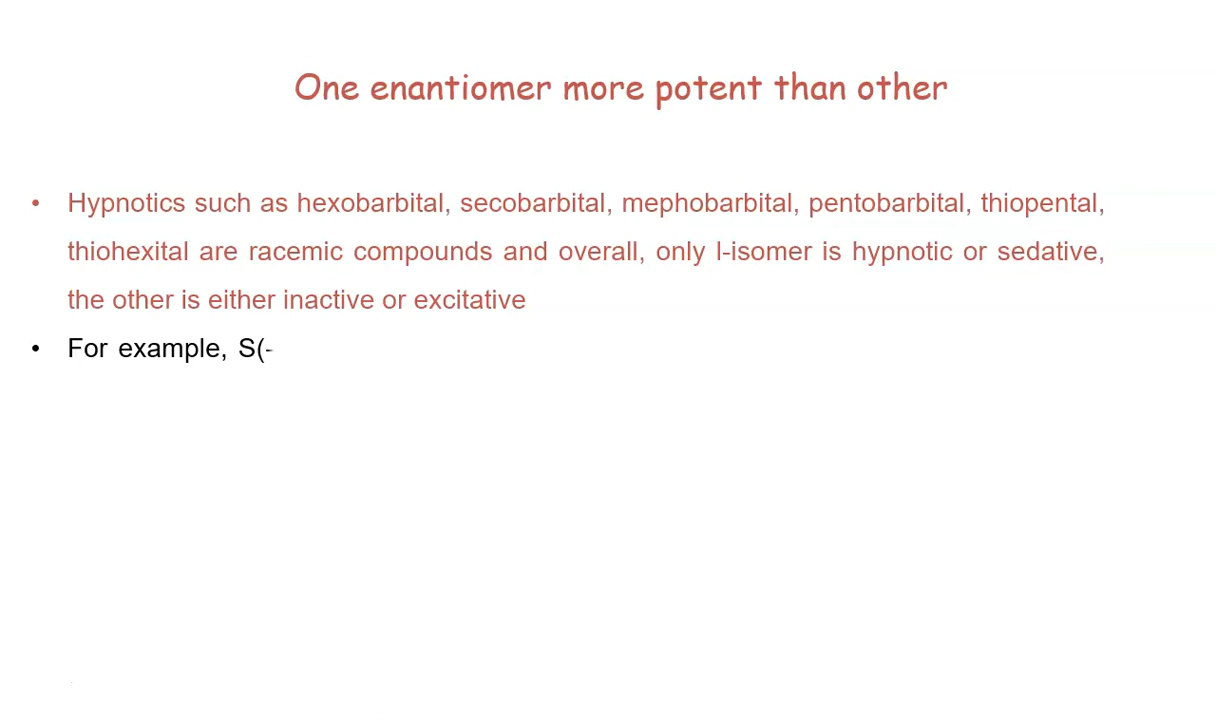 One enantiomer more potent than other
• Hypnotics such as hexobarbital, secobarbital, mephobarbital, pentobarbital, thiopental,
thiohexital are racemic compounds and overall, only l-isomer is hypnotic or sedative,
the other is either inactive or excitative
• For example, S(-